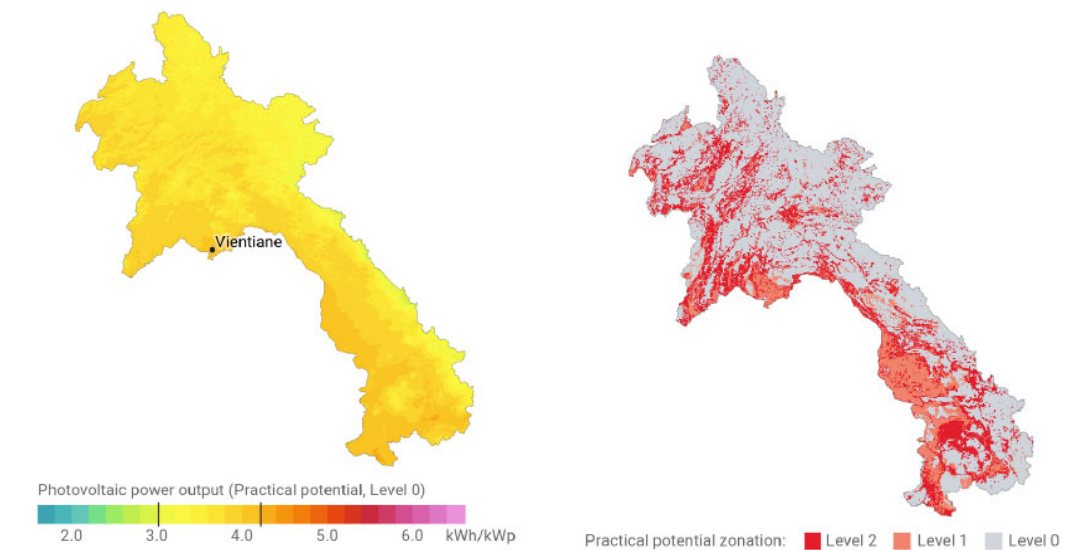 Vientiane
Photovoltaic power output (Practical potential, Level 0)
2.0 3.0 4.0 5.0 6.0 kWh/kWp
Practical potential zonation: Level 2 Level 1 Level 0